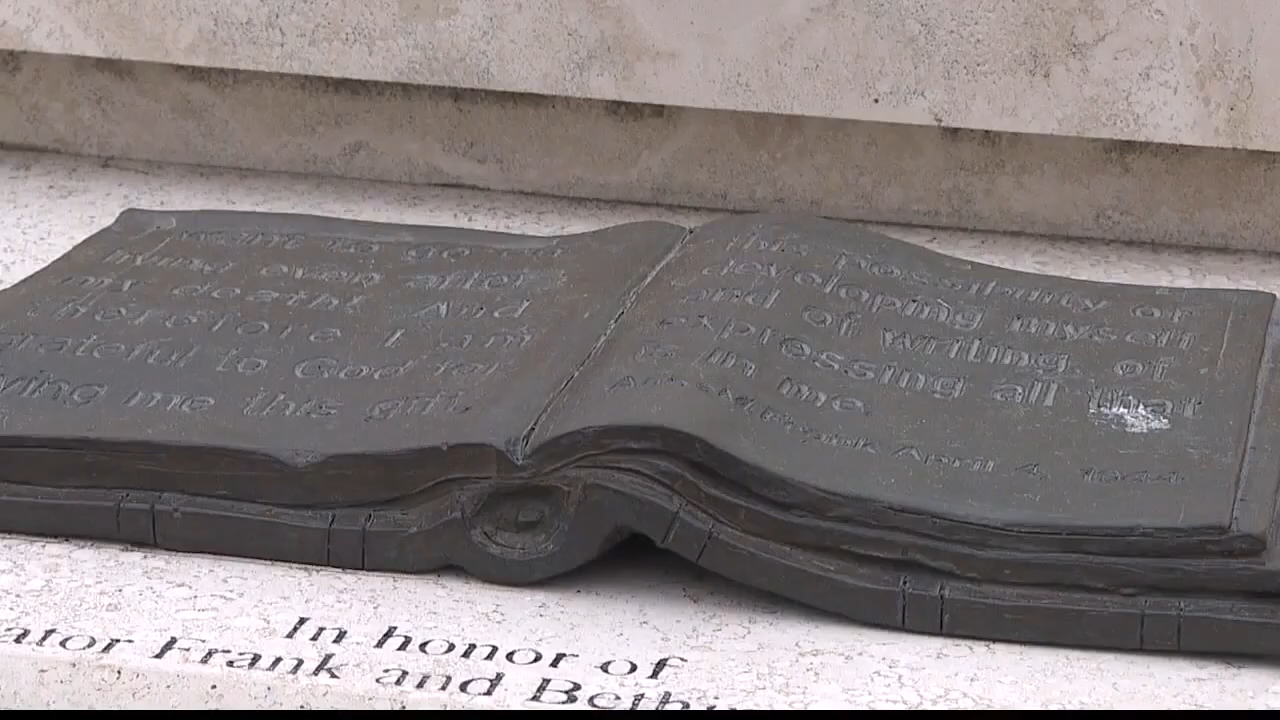 want to go on
living even after
my death! And
therefore I am
grateful to God for
ving me this gift,
this possibility of
developing myself
and of writing, of
expressing all that
is in me.
Anne Frank April 4, 1944
In honor of
ator Frank and Beth